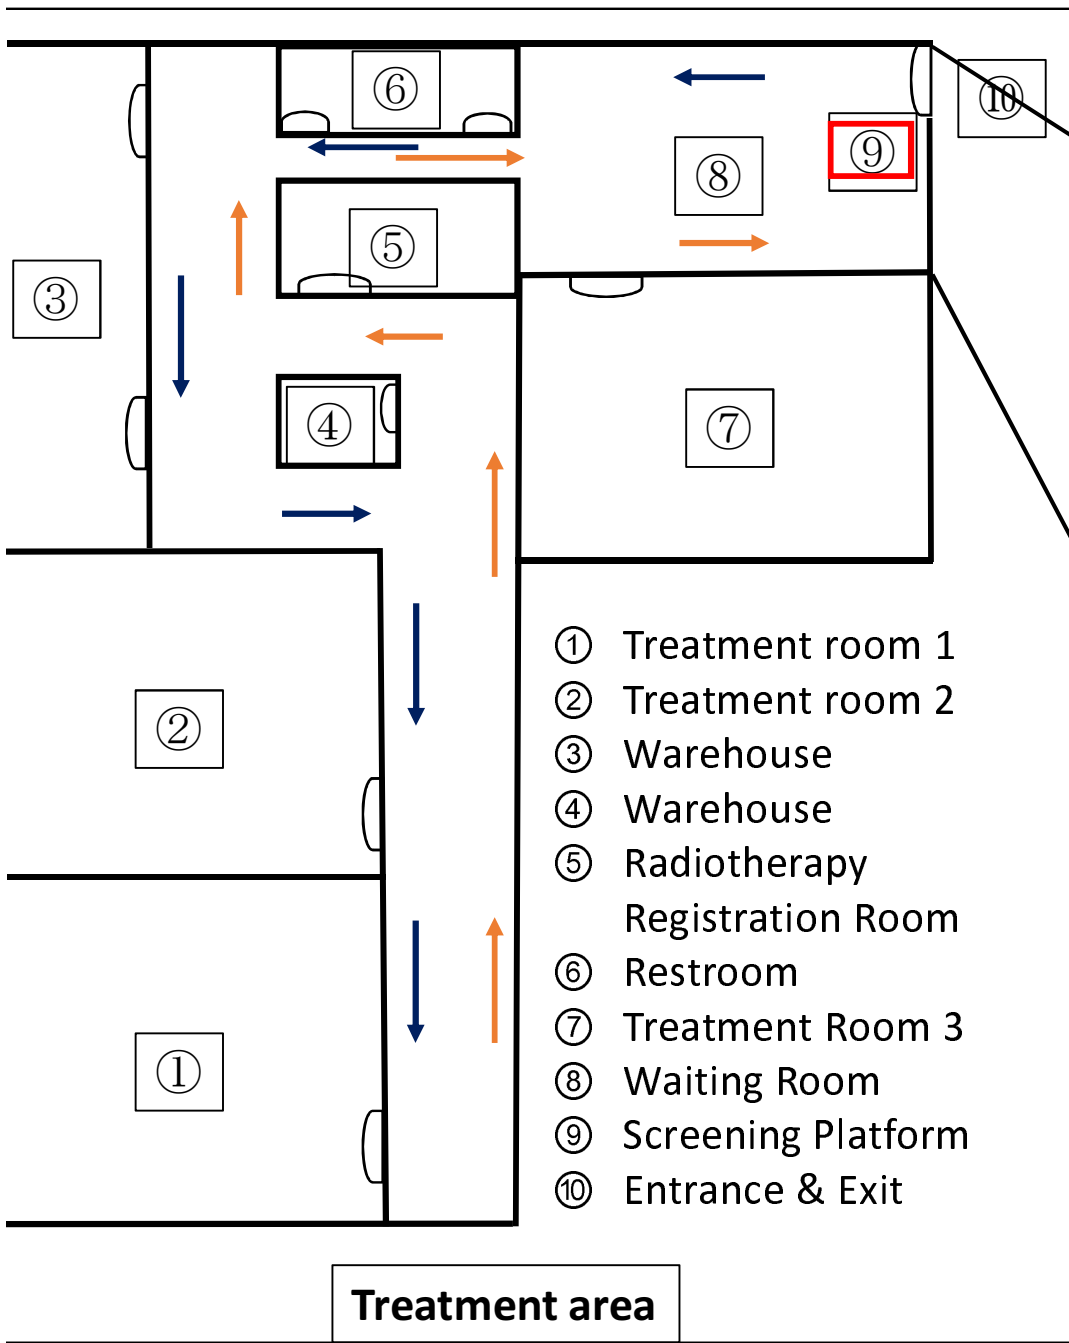 ⑥
⑩
⑨
⑧
⑤
③
④
⑦
① Treatment room 1
② Treatment room 2
③ Warehouse
④ Warehouse
⑤ Radiotherapy
Registration Room
⑥ Restroom
⑦ Treatment Room 3
⑧ Waiting Room
⑨ Screening Platform
⑩ Entrance & Exit
②
①
Treatment area